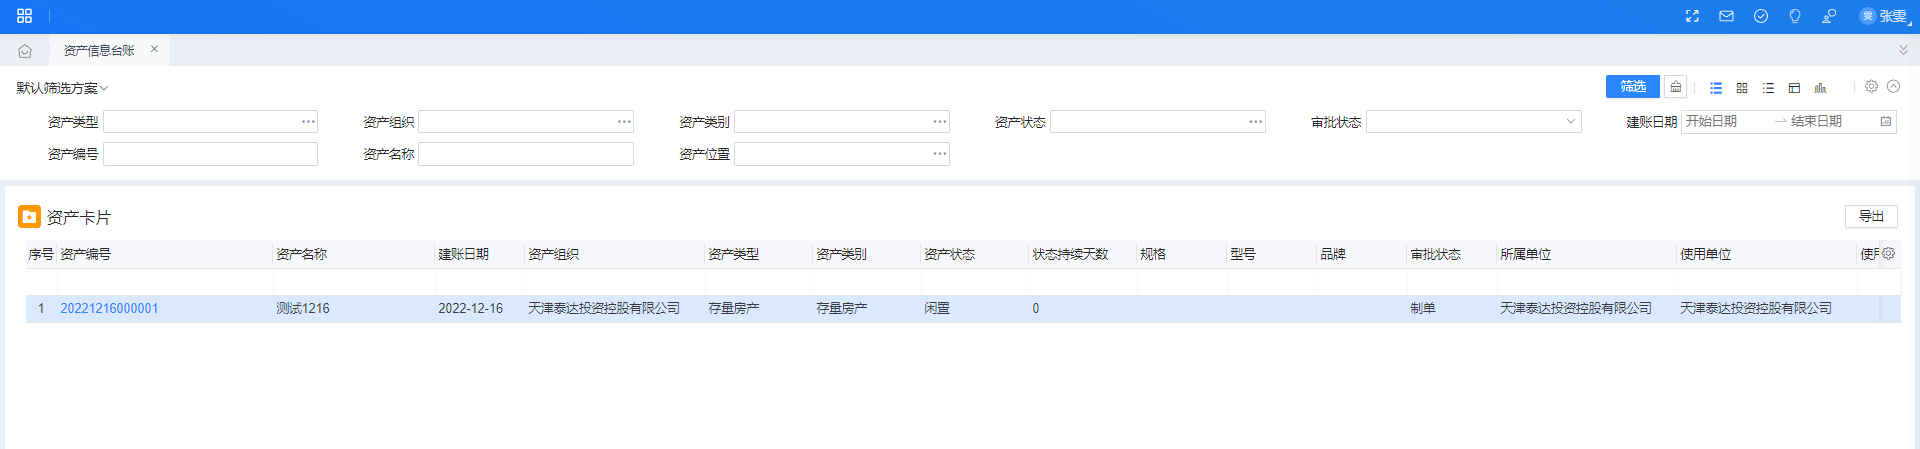 雯 张雯
资产信息台账
默认筛选方案 筛选
资产类型 资产组织 资产类别 资产状态 审批状态 建账日期 开始日期 结束日期
资产编号 资产名称 资产位置
资产卡片 导出
序号 资产编号 资产名称 建账日期 资产组织 资产类型 资产类别 资产状态 状态持续天数 规格 型号 品牌 审批状态 所属单位 使用单位
1 20221216000001 测试1216 2022-12-16 天津泰达投资控股有限公司 存量房产 存量房产 闲置 0 制单 天津泰达投资控股有限公司 天津泰达投资控股有限公司